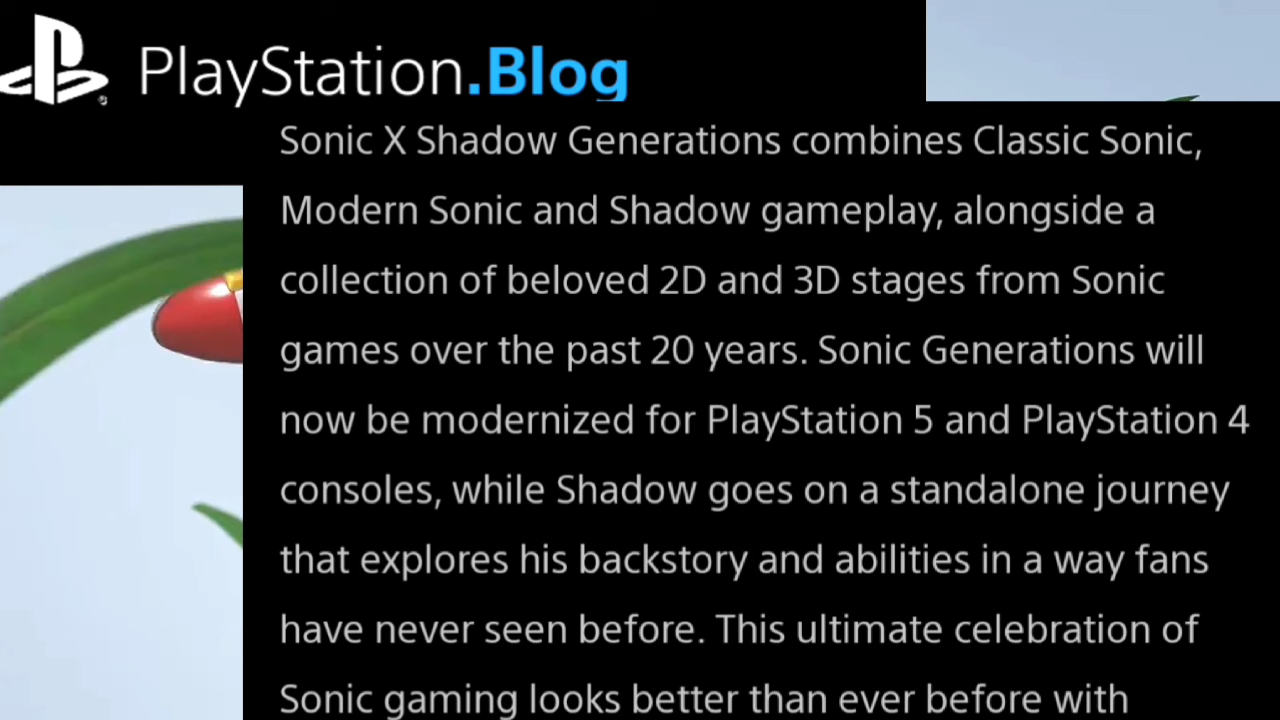 PlayStation.Blog
Sonic X Shadow Generations combines Classic Sonic,
Modern Sonic and Shadow gameplay, alongside a
collection of beloved 2D and 3D stages from Sonic
games over the past 20 years. Sonic Generations will
now be modernized for PlayStation 5 and PlayStation 4
consoles, while Shadow goes on a standalone journey
that explores his backstory and abilities in a way fans
have never seen before. This ultimate celebration of
Sonic gaming looks better than ever before with